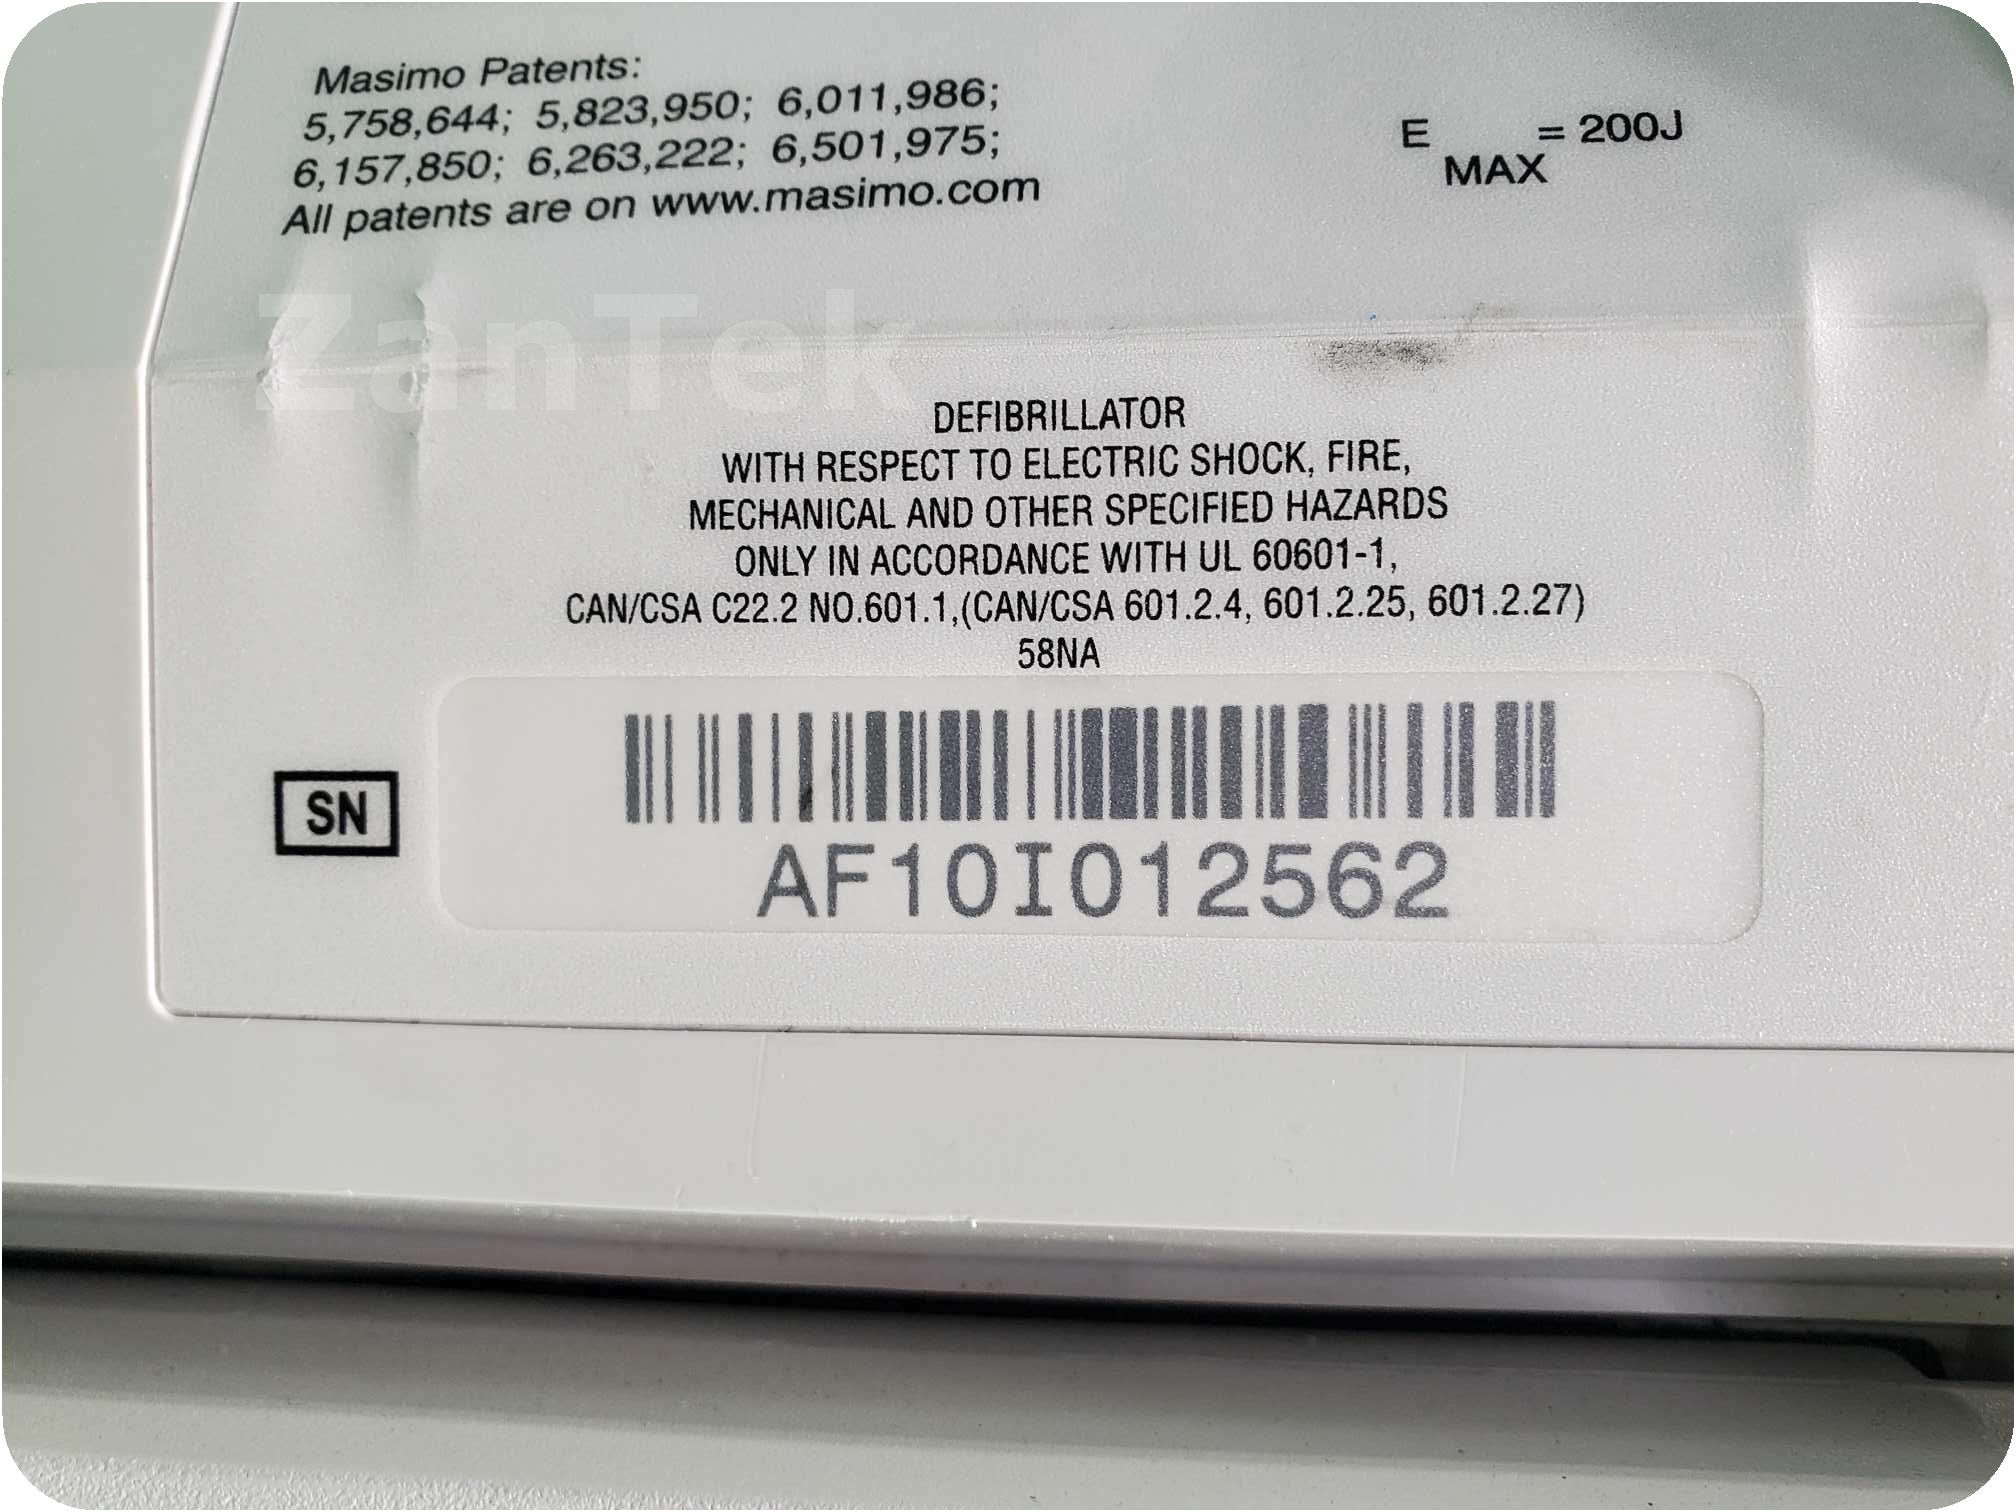 Masimo Patents:
5,758,644; 5,823,950; 6,011,986;
6,157,850; 6,263,222; 6,501,975;
All patents are on www.masimo.com
E MAX = 200J
ZanTek
DEFIBRILLATOR
WITH RESPECT TO ELECTRIC SHOCK, FIRE,
MECHANICAL AND OTHER SPECIFIED HAZARDS
ONLY IN ACCORDANCE WITH UL 60601-1,
CAN/CSA C22.2 NO.601.1,(CAN/CSA 601.2.4, 601.2.25, 601.2.27)
58NA
SN
AF10I012562